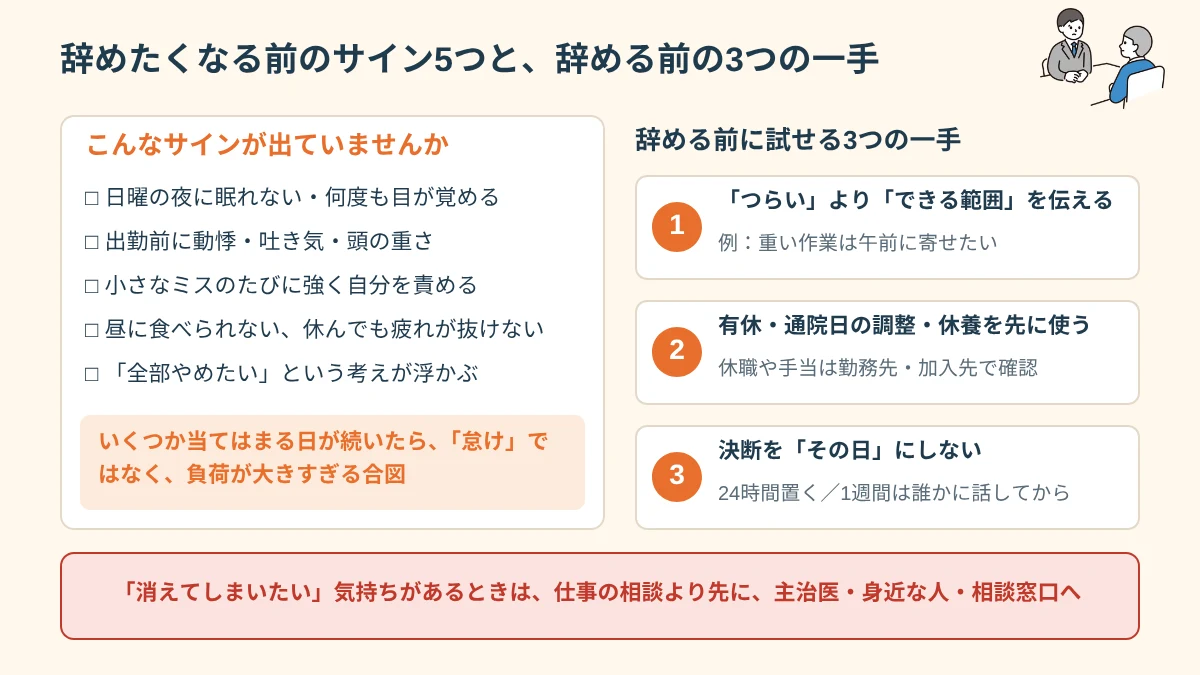 辞めたくなる前のサイン5つと、辞める前の3つの一手
こんなサインが出ていませんか
□ 日曜の夜に眠れない・何度も目が覚める
□ 出勤前に動悸・吐き気・頭の重さ
□ 小さなミスのたびに強く自分を責める
□ 昼に食べられない、休んでも疲れが抜けない
□ 「全部やめたい」という考えが浮かぶ
いくつか当てはまる日が続いたら、「怠け」で
はなく、負荷が大きすぎる合図
辞める前に試せる3つの一手
1
「つらい」より「できる範囲」を伝える
例：重い作業は午前に寄せたい
2
有休・通院日の調整・休養を先に使う
休職や手当は勤務先・加入先で確認
3
決断を「その日」にしない
24時間置く／1週間は誰かに話してから
「消えてしまいたい」気持ちがあるときは、仕事の相談より先に、主治医・身近な人・相談窓口へ